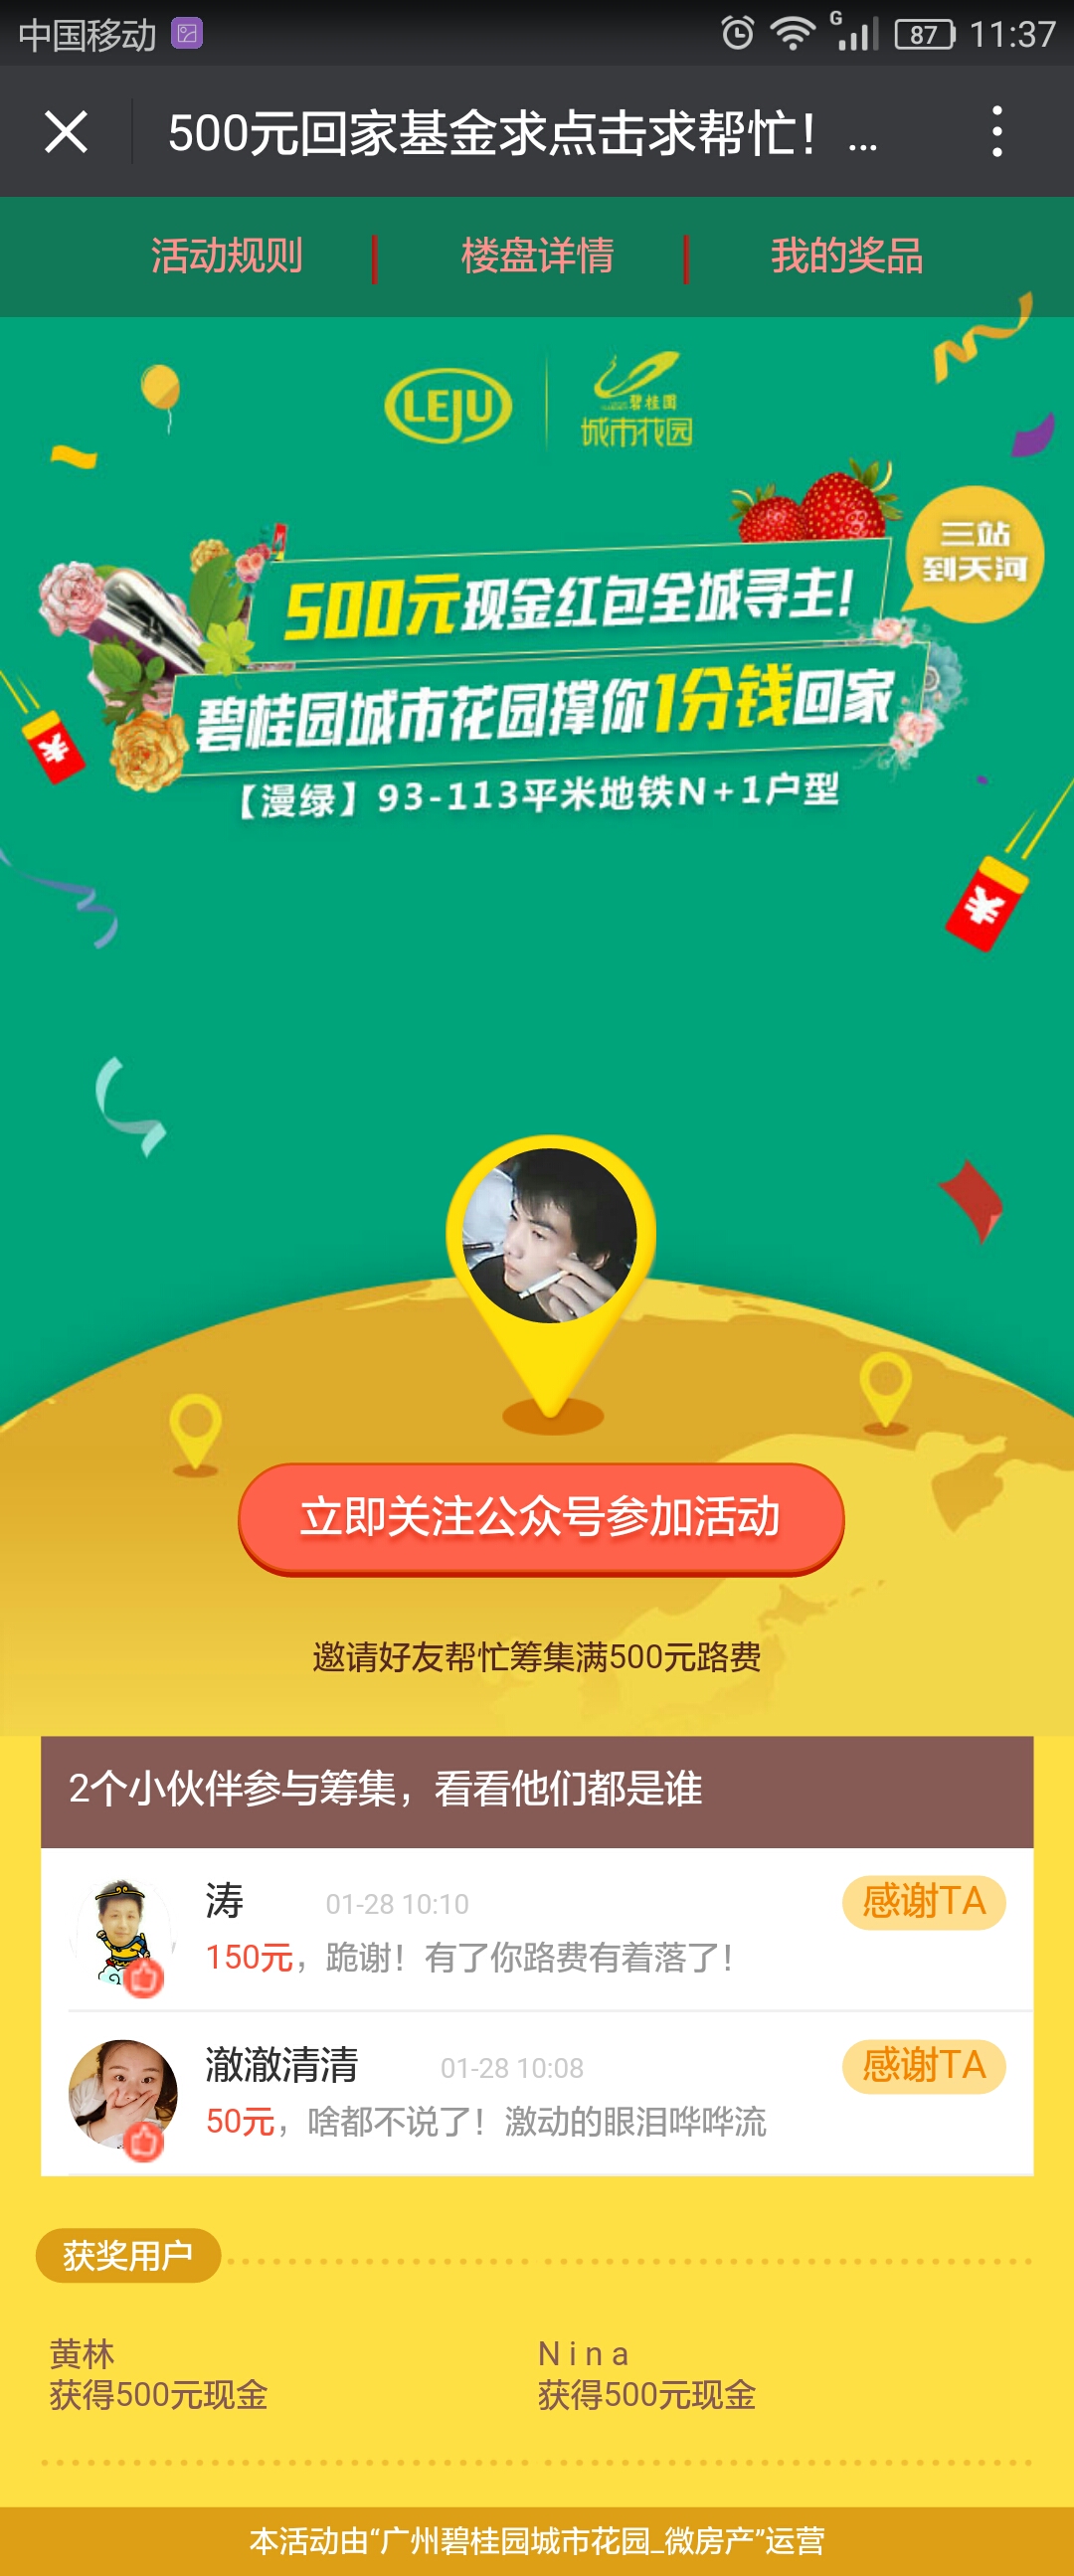 中国移动
G
87
11:37
500元回家基金求点击求帮忙！...
活动规则
楼盘详情
我的奖品
LEJU
碧桂园
城市花园
三站
到天河
500元现金红包全城寻主!
碧桂园城市花园撑你1分钱回家
【漫绿】93-113平米地铁N+1户型
立即关注公众号参加活动
邀请好友帮忙筹集满500元路费
2个小伙伴参与筹集，看看他们都是谁
涛
01-28 10:10
感谢TA
150元，跪谢！有了你路费有着落了！
澈澈清清
01-28 10:08
感谢TA
50元，啥都不说了！激动的眼泪哗哗流
获奖用户
黄林
获得500元现金
Nina
获得500元现金
本活动由“广州碧桂园城市花园_微房产”运营